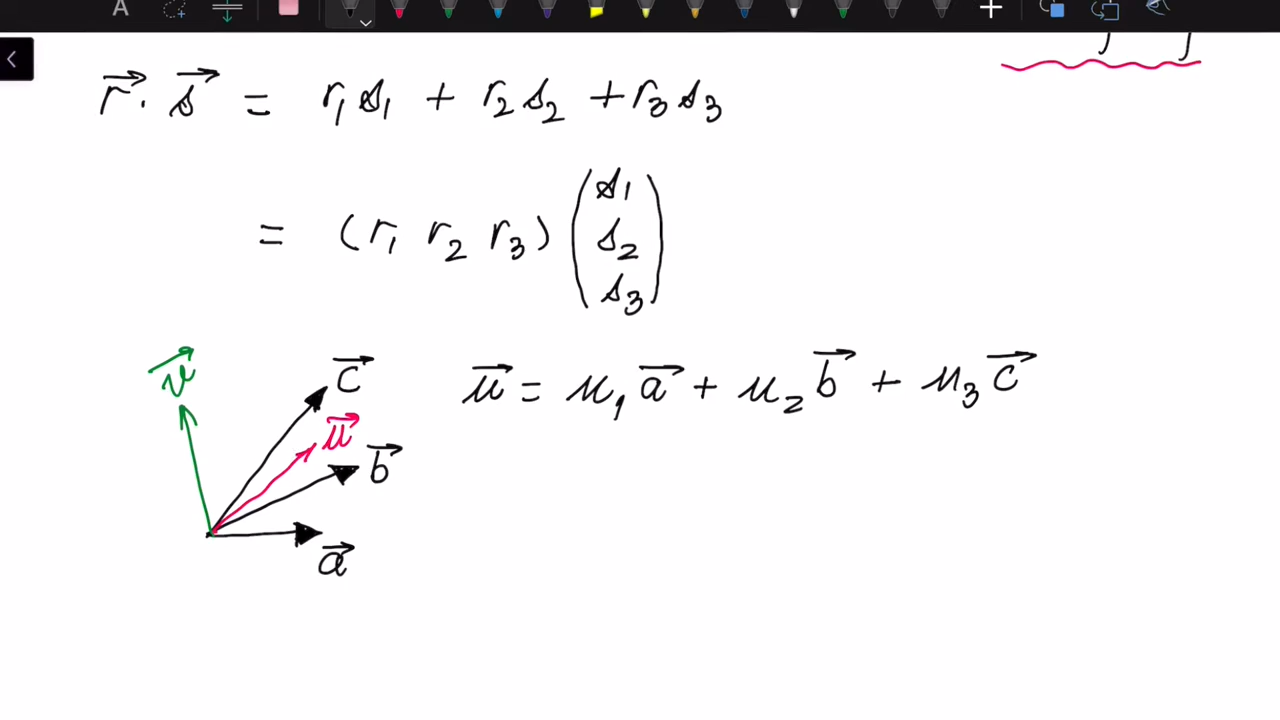 A
r⃗ · s⃗ = r₁s₁ + r₂s₂ + r₃s₃
= (r₁ r₂ r₃) (s₁
s₂
s₃)
v⃗
c⃗
u⃗ = u₁a⃗ + u₂b⃗ + u₃c⃗
u⃗
b⃗
a⃗